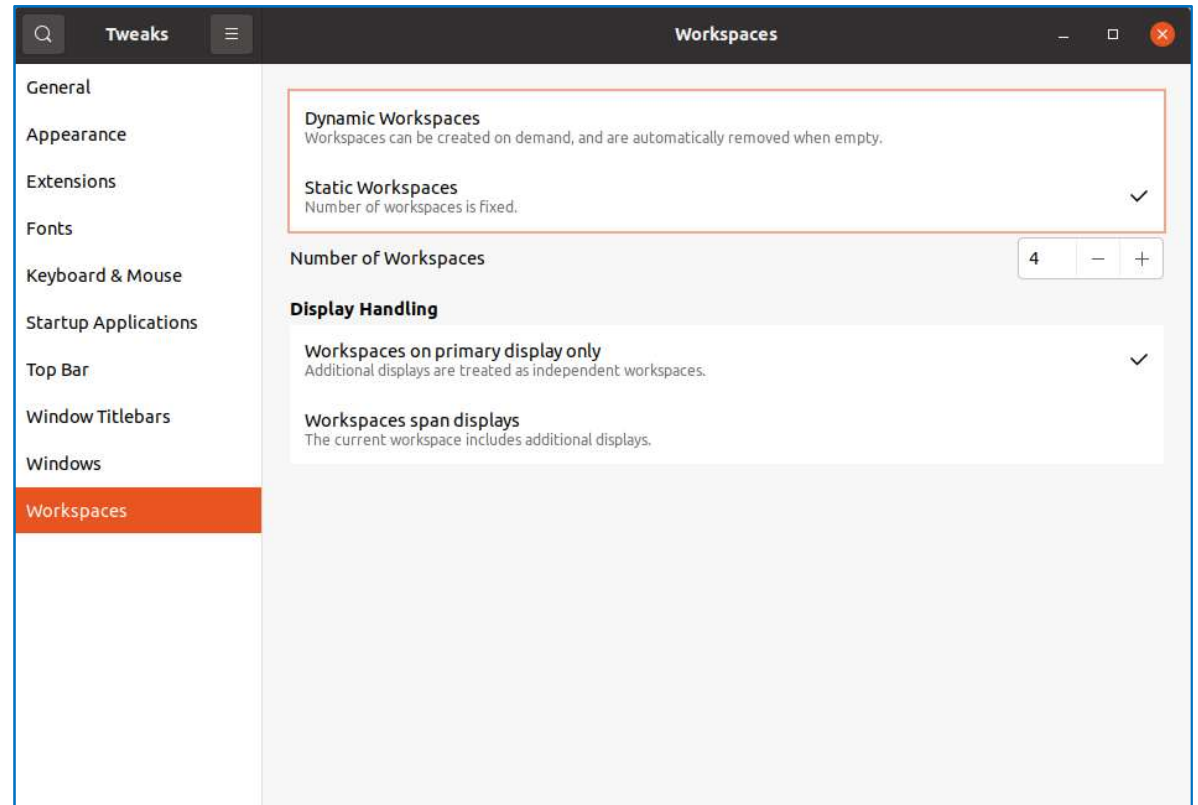 Tweaks
Workspaces
General
Appearance
Extensions
Fonts
Keyboard & Mouse
Startup Applications
Top Bar
Window Titlebars
Windows
Workspaces
Dynamic Workspaces
Workspaces can be created on demand, and are automatically removed when empty.
Static Workspaces
Number of workspaces is fixed.
Number of Workspaces 4 − +
Display Handling
Workspaces on primary display only
Additional displays are treated as independent workspaces.
Workspaces span displays
The current workspace includes additional displays.